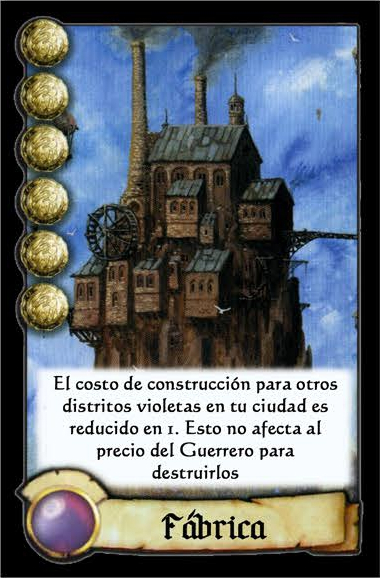 El costo de construcción para otros
distritos violetas en tu ciudad es
reducido en 1. Esto no afecta al
precio del Guerrero para
destruirlos
Fábrica